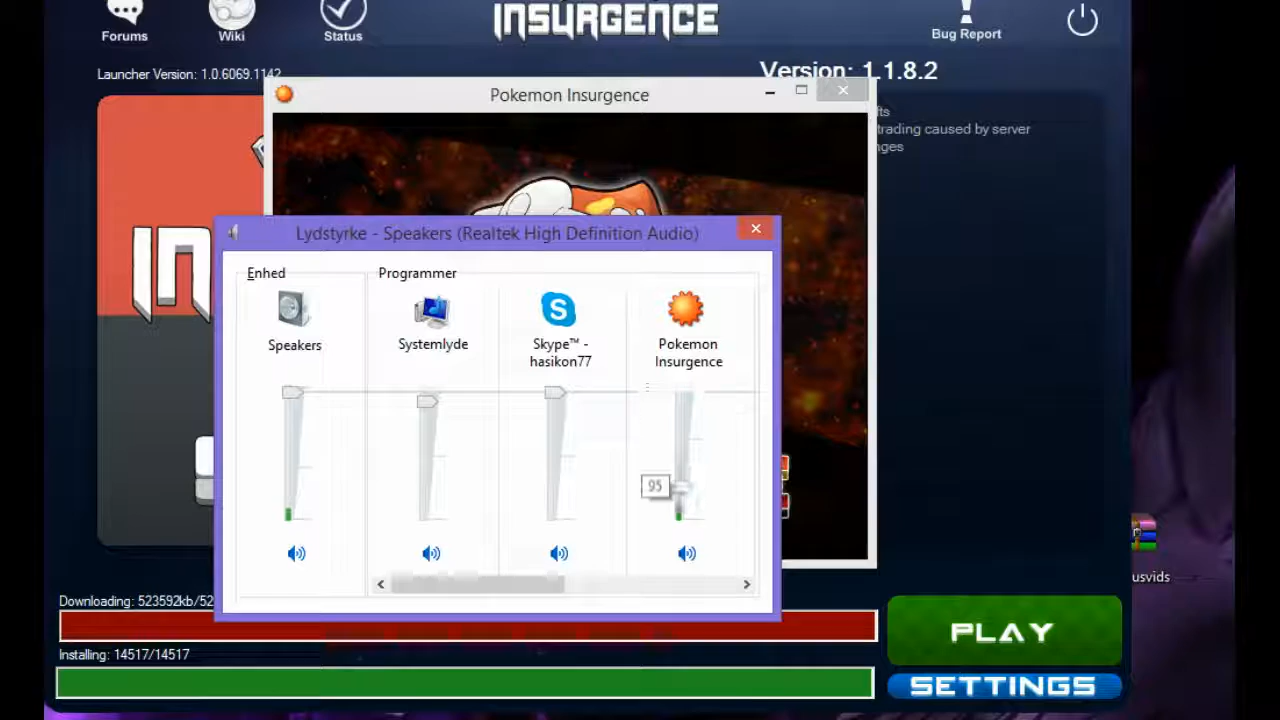 Forums
Wiki
Status
INSURGENCE
Bug Report
Launcher Version: 1.0.6069.1142
Version: 1.1.8.2
Pokemon Insurgence
trading caused by server
Lydstyrke - Speakers (Realtek High Definition Audio)
Enhed
Programmer
Speakers
Systemlyde
Skype™ -
hasikon77
Pokemon
Insurgence
95
usvids
Downloading: 523592kb/52
Installing: 14517/14517
PLAY
SETTINGS